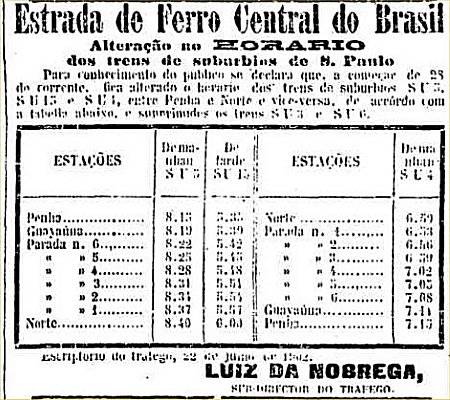 Estrada de Ferro Central do Brasil
Alteração no HORARIO
dos trens de suburbios de S. Paulo
Para conhecimento do publico se declara que, a começar de 28
do corrente, fica alterado o horario dos trens de suburbios S U 5,
S U 15 e S U 4, entre Penha e Norte e vice-versa, de accôrdo com
a tabella abaixo, e supprimidos os trens S U 3 e S U 6.
ESTAÇÕES De manhan S U 5 De tarde S U 15
Penha 8.15 5.35
Guayaúna 8.19 5.39
Parada n. 6 8.22 5.42
» » 5 8.25 5.45
» » 4 8.28 5.48
» » 3 8.31 5.51
» » 2 8.34 5.54
» » 1 8.37 5.57
Norte 8.40 6.00
ESTAÇÕES De manhan S U 4
Norte
Parada n. 6.53
» » 2 6.56
» » 3 6.59
» » 4 7.02
» » 5 7.05
» » 6 7.08
Guayaúna 7.11
Penha 7.15
Escriptorio do trafego, 22 de de 1902.
LUIZ DA NOBREGA,
SUB-DIRECTOR DO TRAFEGO.